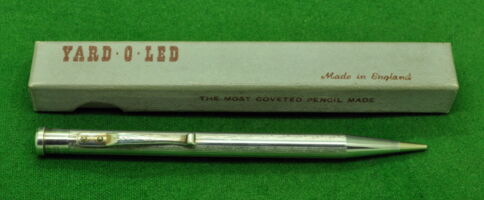 YARD·O·LED
Made in England
THE MOST COVETED PENCIL MADE